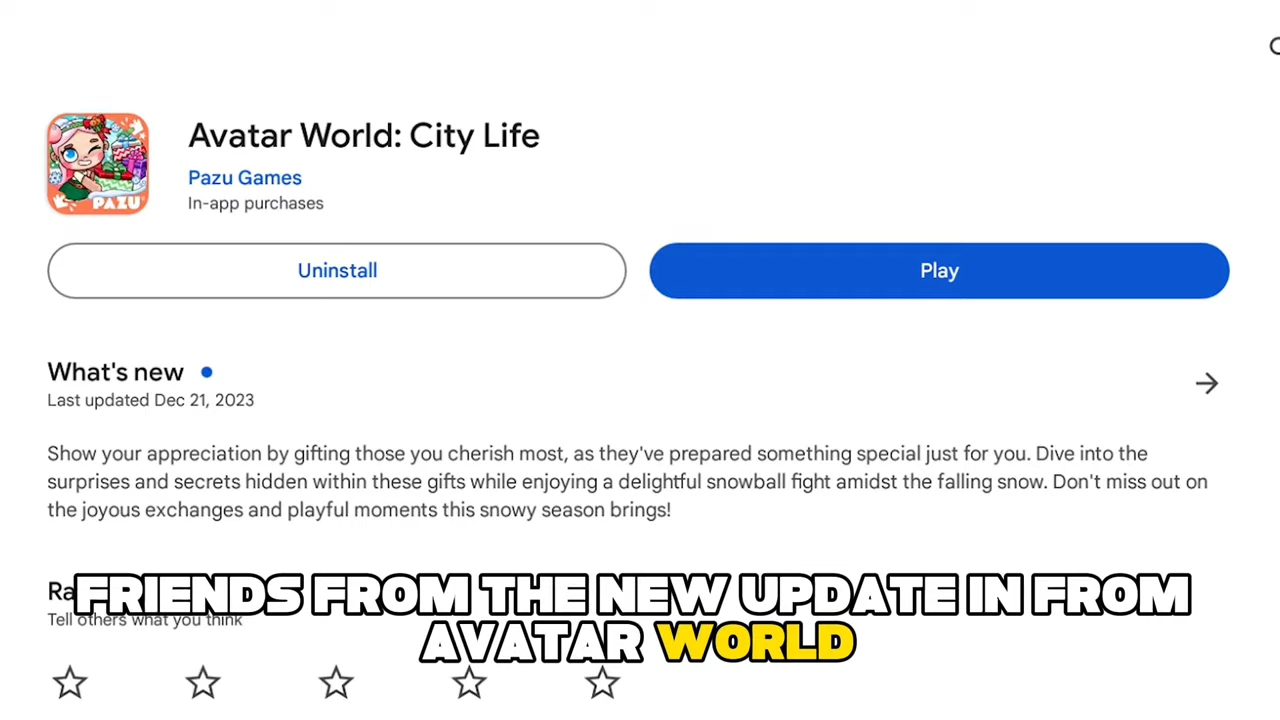 Avatar World: City Life
PAZU
Pazu Games
In-app purchases
Uninstall
Play
What's new
Last updated Dec 21, 2023
Show your appreciation by gifting those you cherish most, as they've prepared something special just for you. Dive into the
surprises and secrets hidden within these gifts while enjoying a delightful snowball fight amidst the falling snow. Don't miss out on
the joyous exchanges and playful moments this snowy season brings!
Ra
FRIENDS FROM THE NEW UPDATE IN FROM
Tell others what you think
AVATAR WORLD